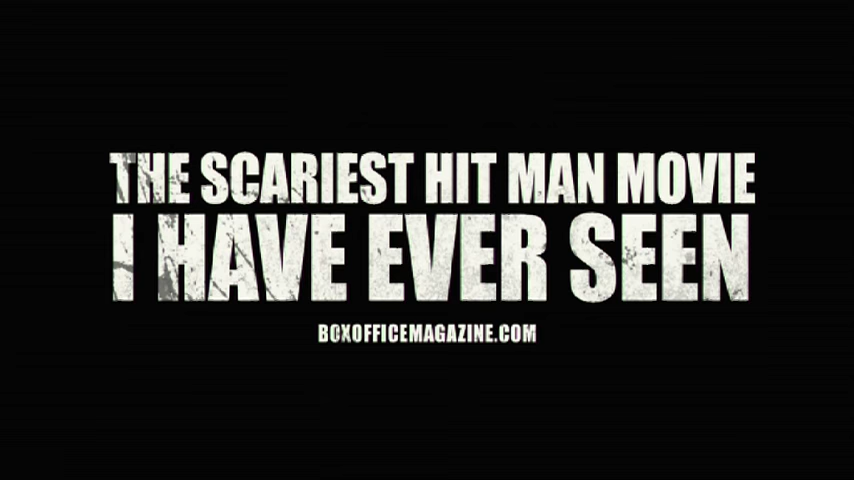 THE SCARIEST HIT MAN MOVIE
I HAVE EVER SEEN
BOXOFFICEMAGAZINE.COM